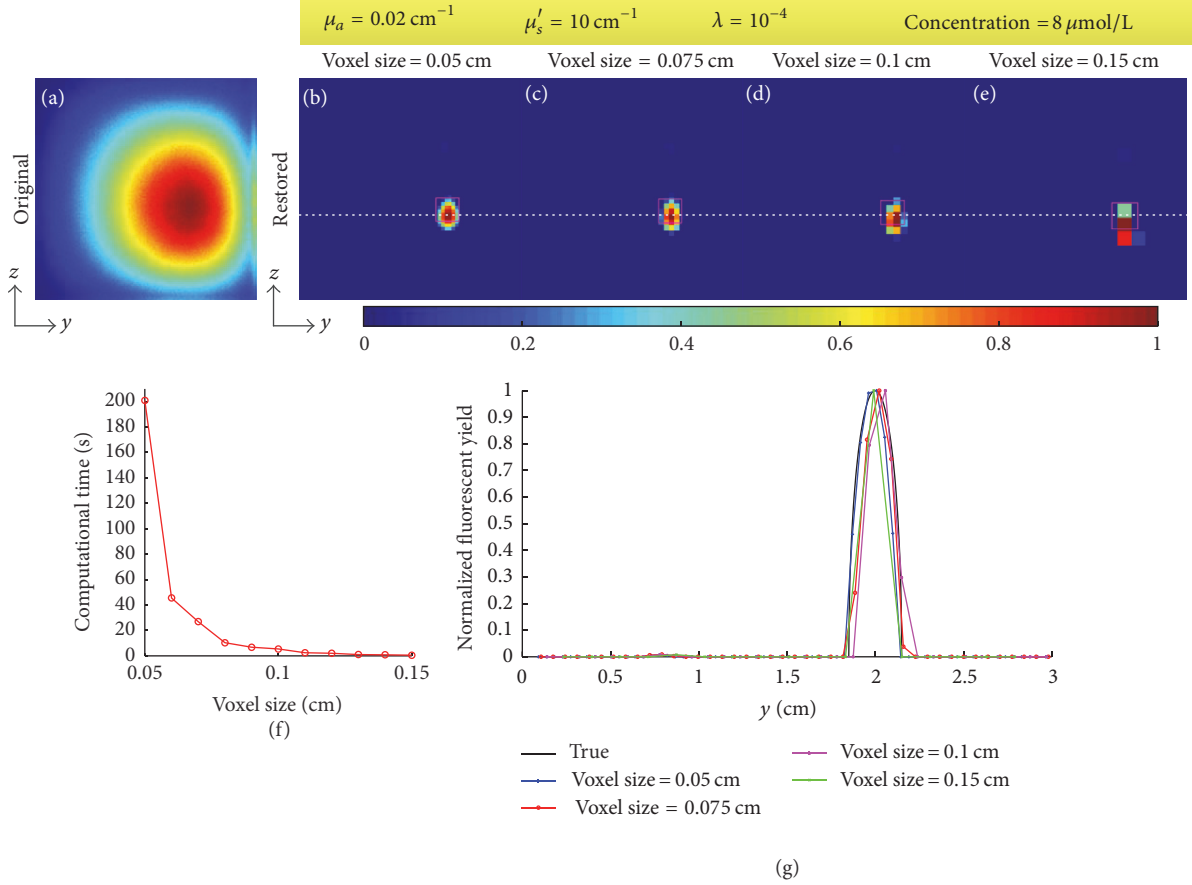 μₐ = 0.02 cm⁻¹ μ′ₛ = 10 cm⁻¹ λ = 10⁻⁴ Concentration = 8 μmol/L
Voxel size = 0.05 cm Voxel size = 0.075 cm Voxel size = 0.1 cm Voxel size = 0.15 cm
(a) (b) (c) (d) (e)
Original
Restored
z
y
z
y
0 0.2 0.4 0.6 0.8 1
Computational time (s)
200
180
160
140
120
100
80
60
40
20
0
0.05 0.1 0.15
Voxel size (cm)
(f)
Normalized fluorescent yield
1
0,9
0,8
0.7
0.6
0.5
0.4
0.3
0.2
0.1
0
0 0.5 1 1.5 2 2.5 3
y (cm)
True
Voxel size = 0.05 cm
Voxel size = 0.075 cm
Voxel size = 0.1 cm
Voxel size = 0.15 cm
(g)